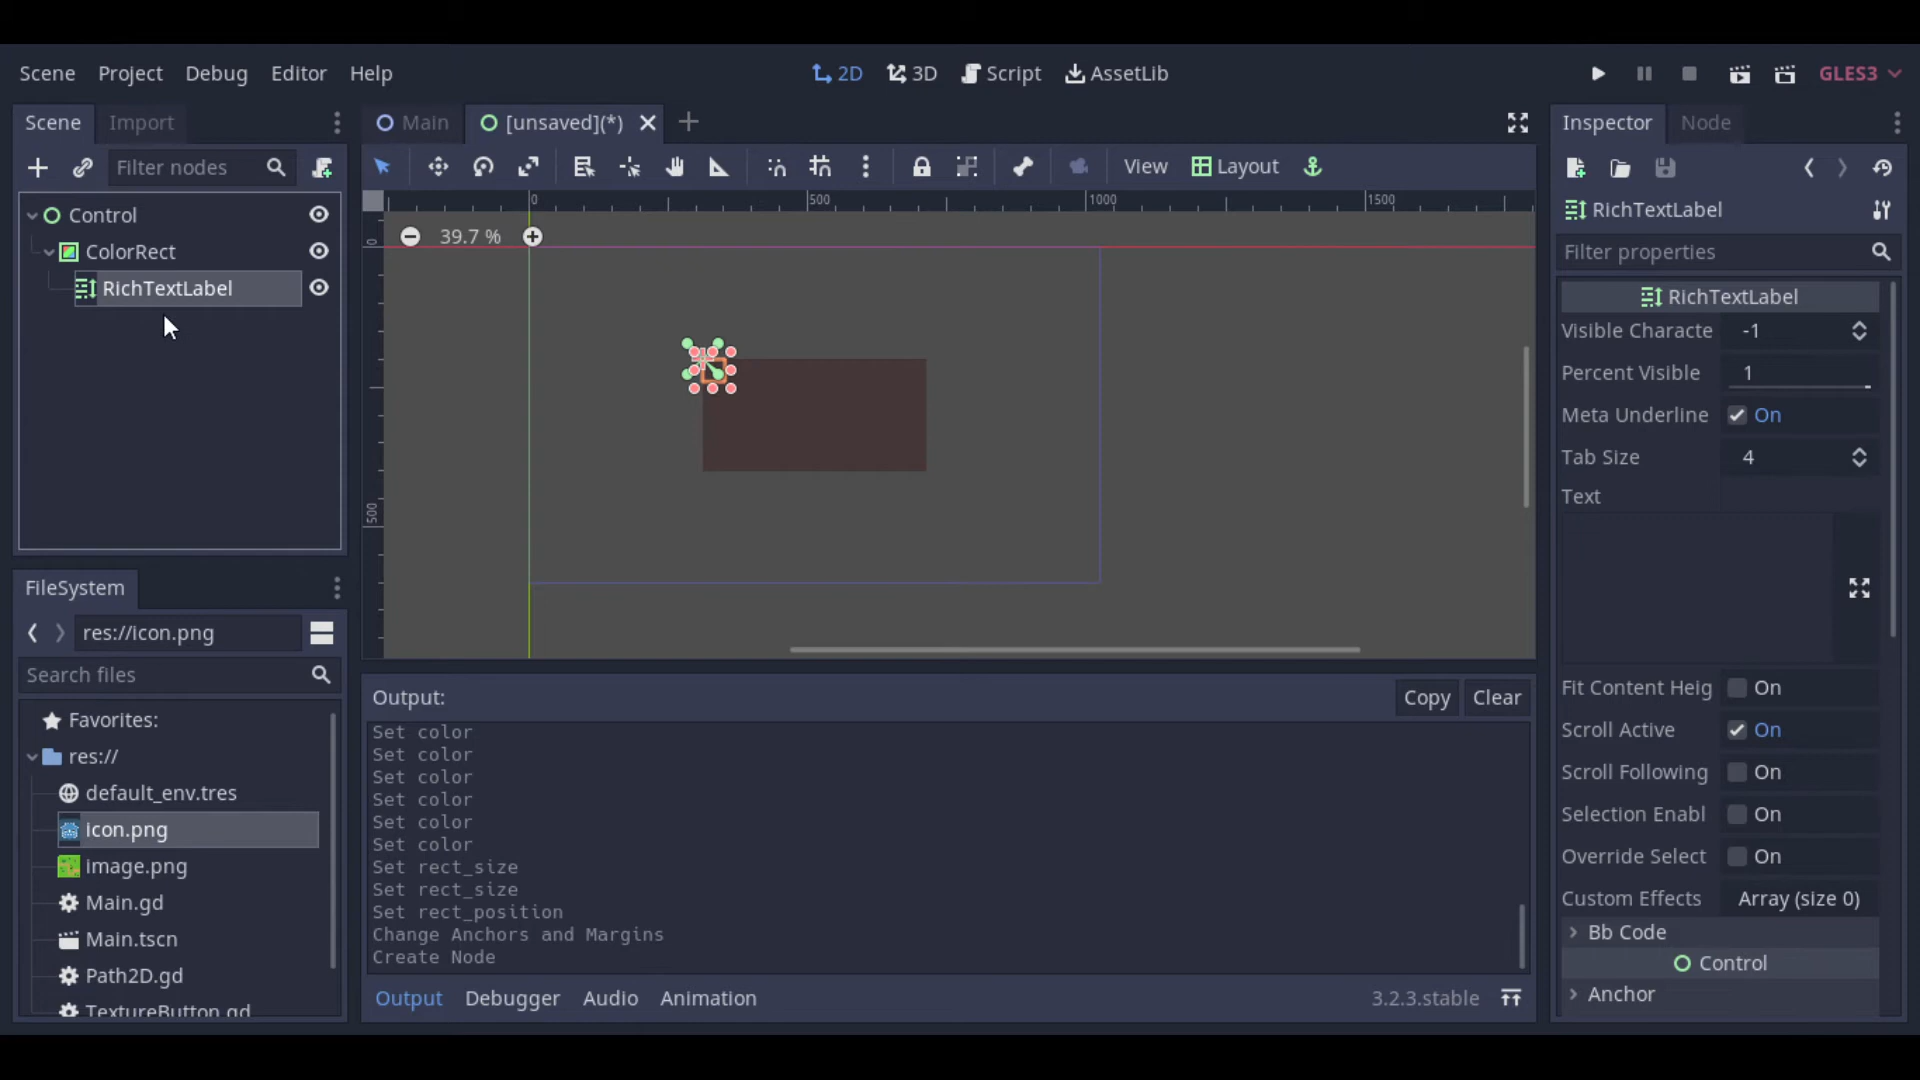 Scene Project Debug Editor Help 2D 3D Script AssetLib GLES3
Scene Import
Filter nodes
Control
ColorRect
RichTextLabel
FileSystem
res://icon.png
Search files
Favorites:
res://
default_env.tres
icon.png
image.png
Main.gd
Main.tscn
Path2D.gd
TextureButton.gd
Main [unsaved](*)
View Layout
0 500 1000 1500
0
500
39.7 %
Output: Copy Clear
Set color
Set color
Set color
Set color
Set color
Set color
Set rect_size
Set rect_size
Set rect_position
Change Anchors and Margins
Create Node
Output Debugger Audio Animation 3.2.3.stable
Inspector Node
RichTextLabel
Filter properties
RichTextLabel
Visible Characte -1
Percent Visible 1
Meta Underline On
Tab Size 4
Text
Fit Content Heig On
Scroll Active On
Scroll Following On
Selection Enabl On
Override Select On
Custom Effects Array (size 0)
Bb Code
Control
Anchor